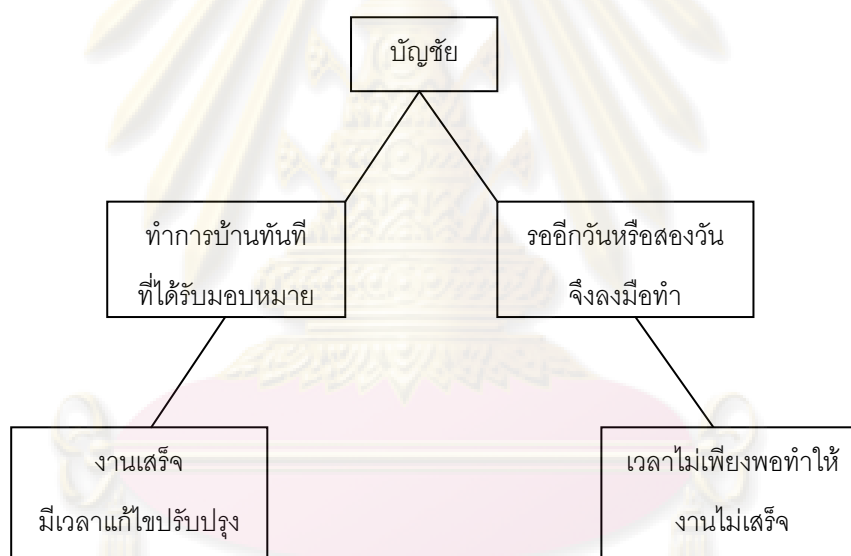 บัญชัย
ทำการบ้านทันที
ที่ได้รับมอบหมาย
รออีกวันหรือสองวัน
จึงลงมือทำ
งานเสร็จ
มีเวลาแก้ไขปรับปรุง
เวลาไม่เพียงพอทำให้
งานไม่เสร็จ